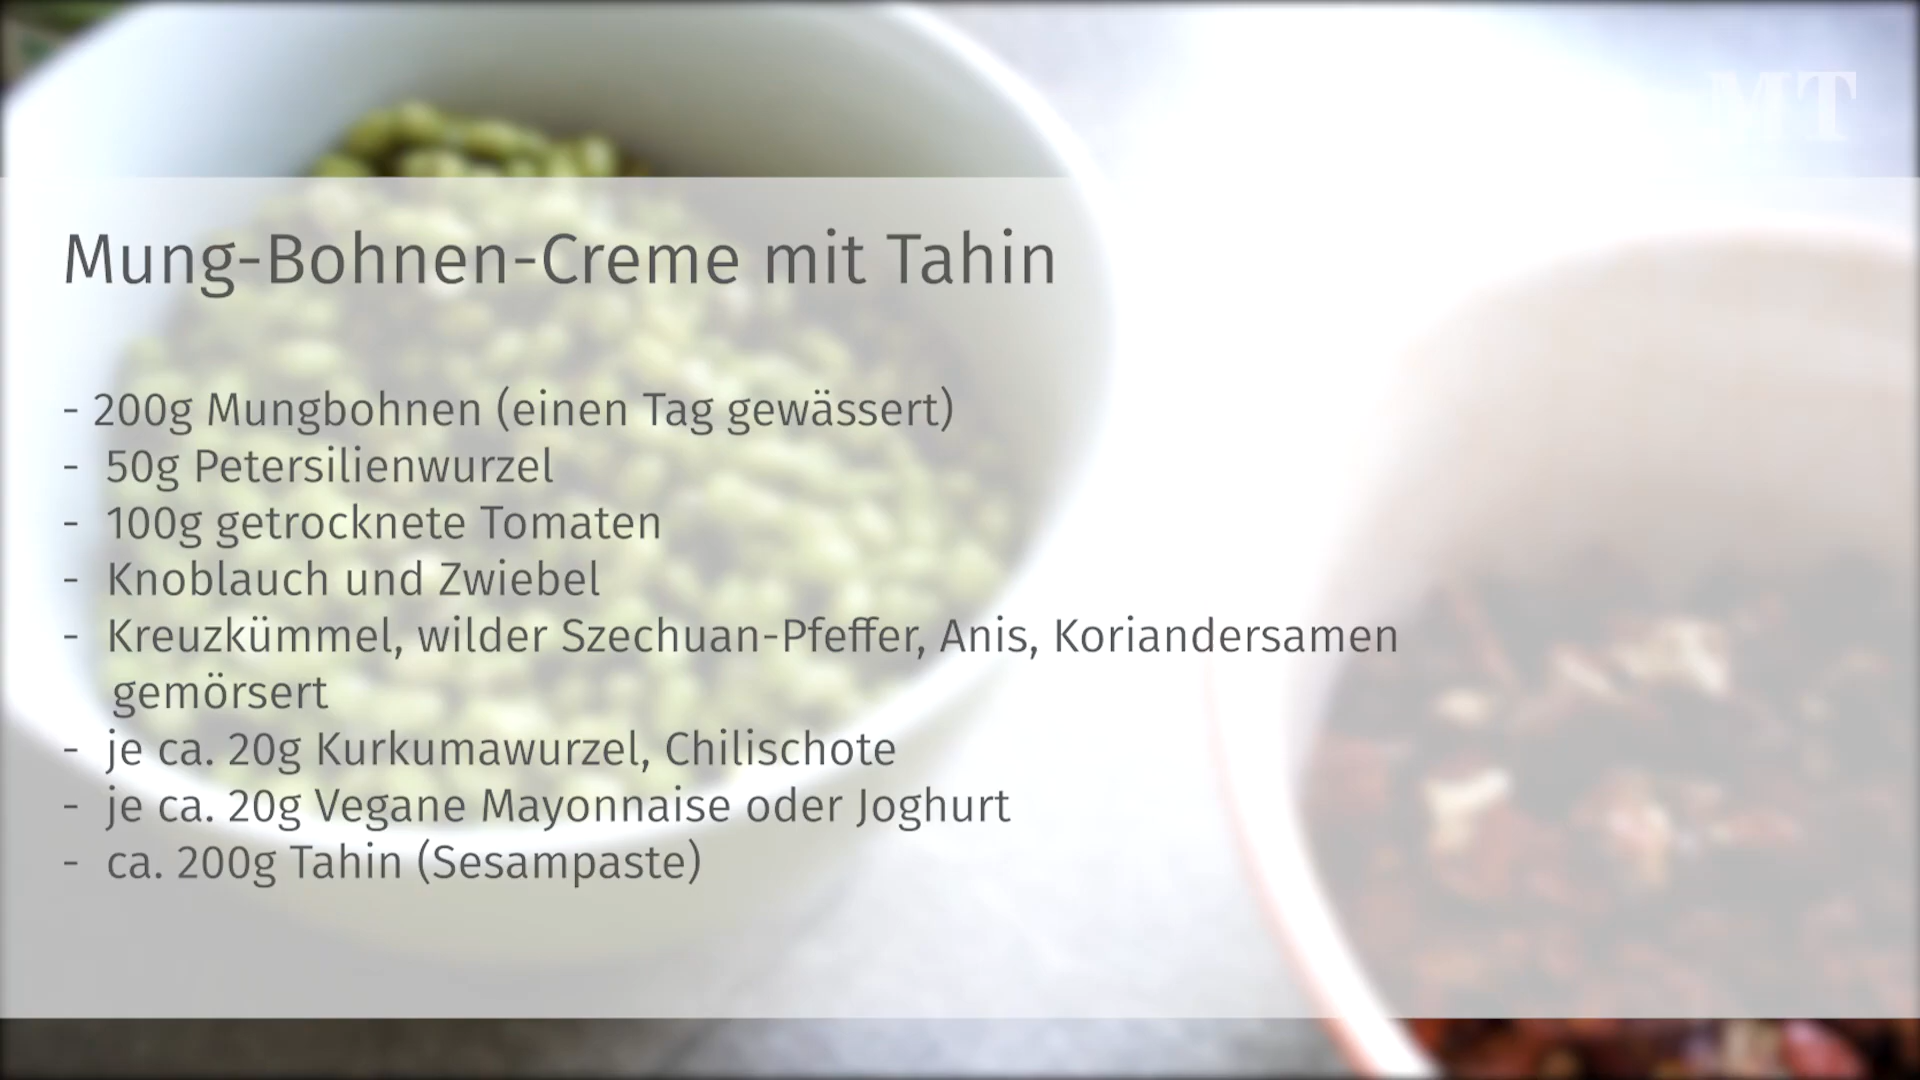 MT
Mung-Bohnen-Creme mit Tahin
- 200g Mungbohnen (einen Tag gewässert)
- 50g Petersilienwurzel
- 100g getrocknete Tomaten
- Knoblauch und Zwiebel
- Kreuzkümmel, wilder Szechuan-Pfeffer, Anis, Koriandersamen
gemörsert
- je ca. 20g Kurkumawurzel, Chilischote
- je ca. 20g Vegane Mayonnaise oder Joghurt
- ca. 200g Tahin (Sesampaste)